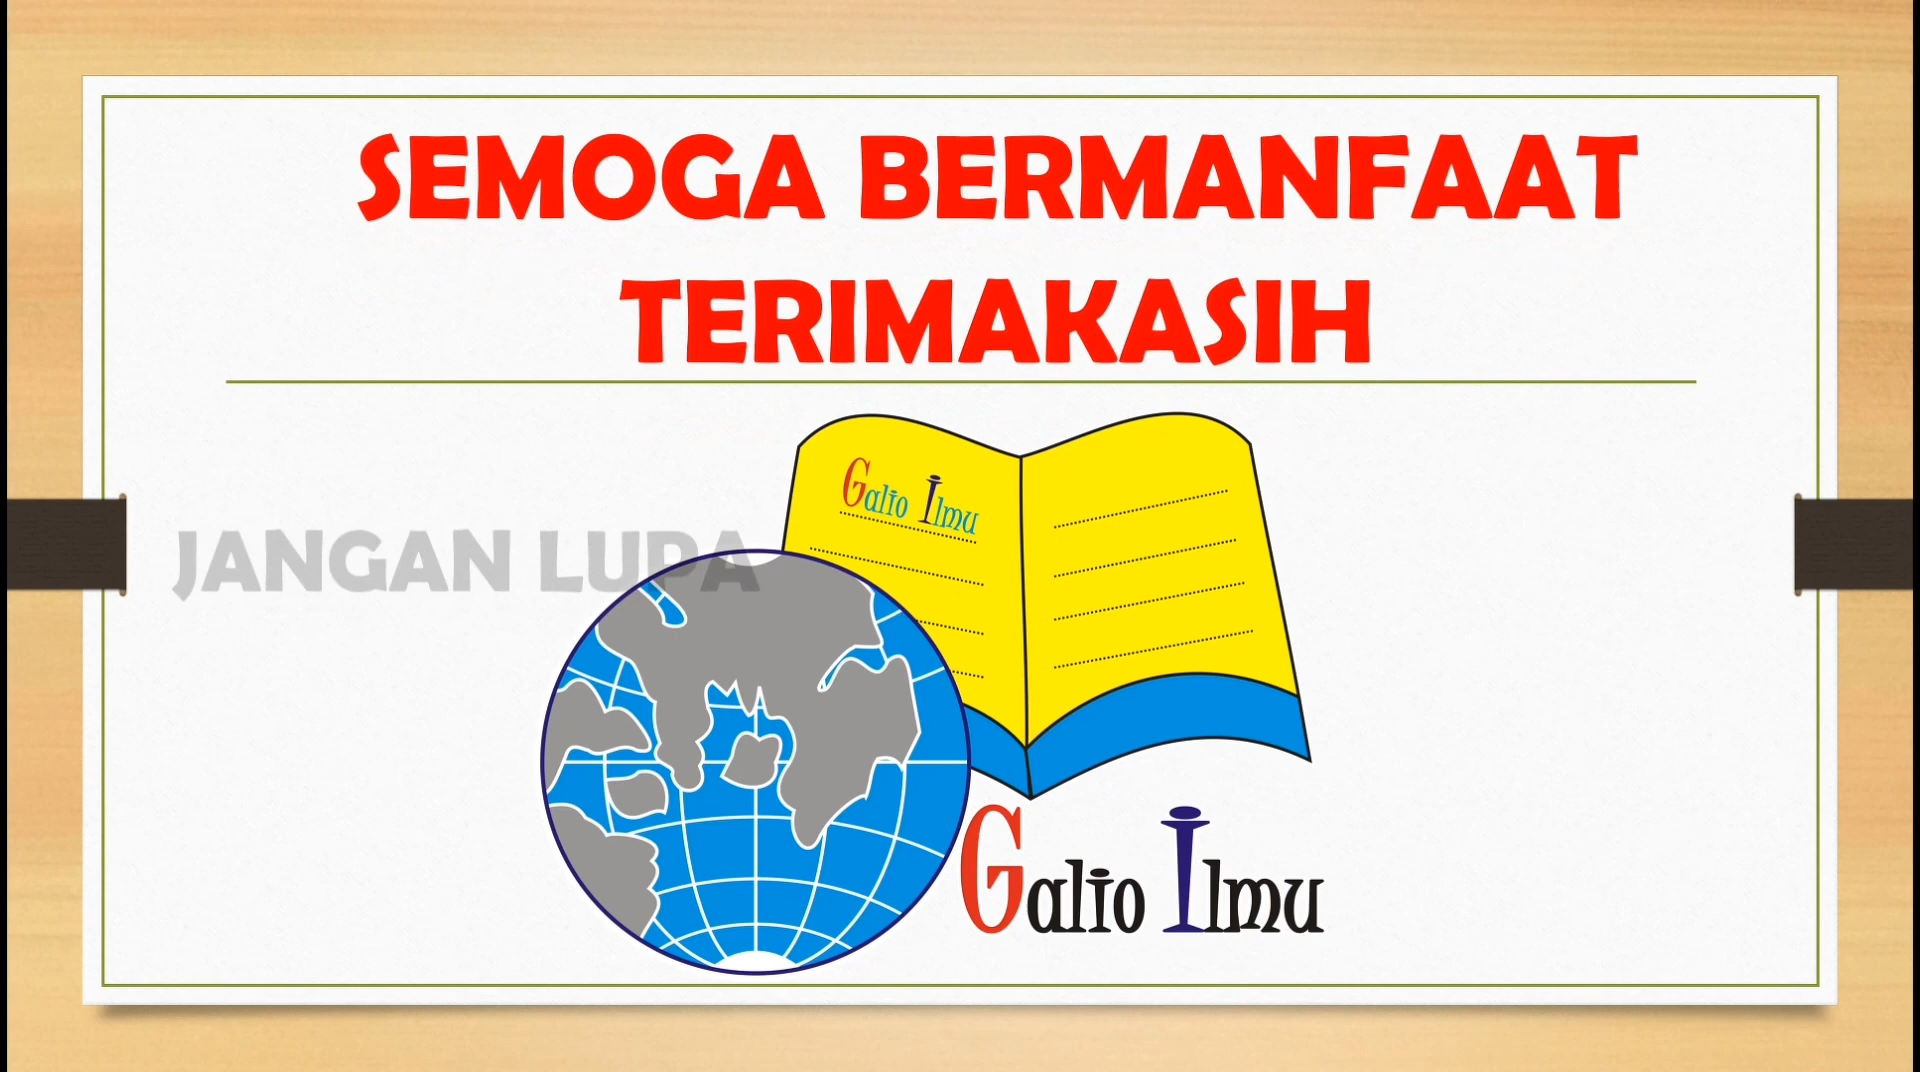 SEMOGA BERMANFAAT
TERIMAKASIH
Galio Ilmu
JANGAN LUPA
Galio Ilmu